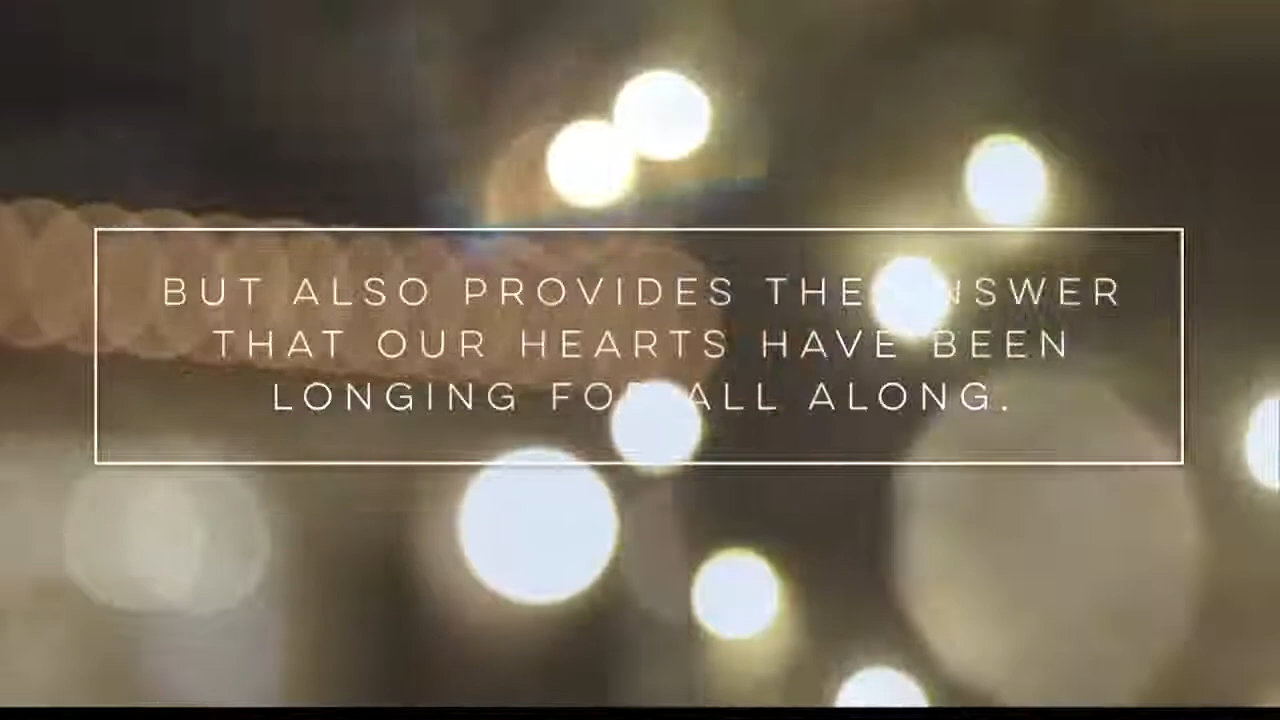 BUT ALSO PROVIDES THE ANSWER
THAT OUR HEARTS HAVE BEEN
LONGING FOR ALL ALONG.